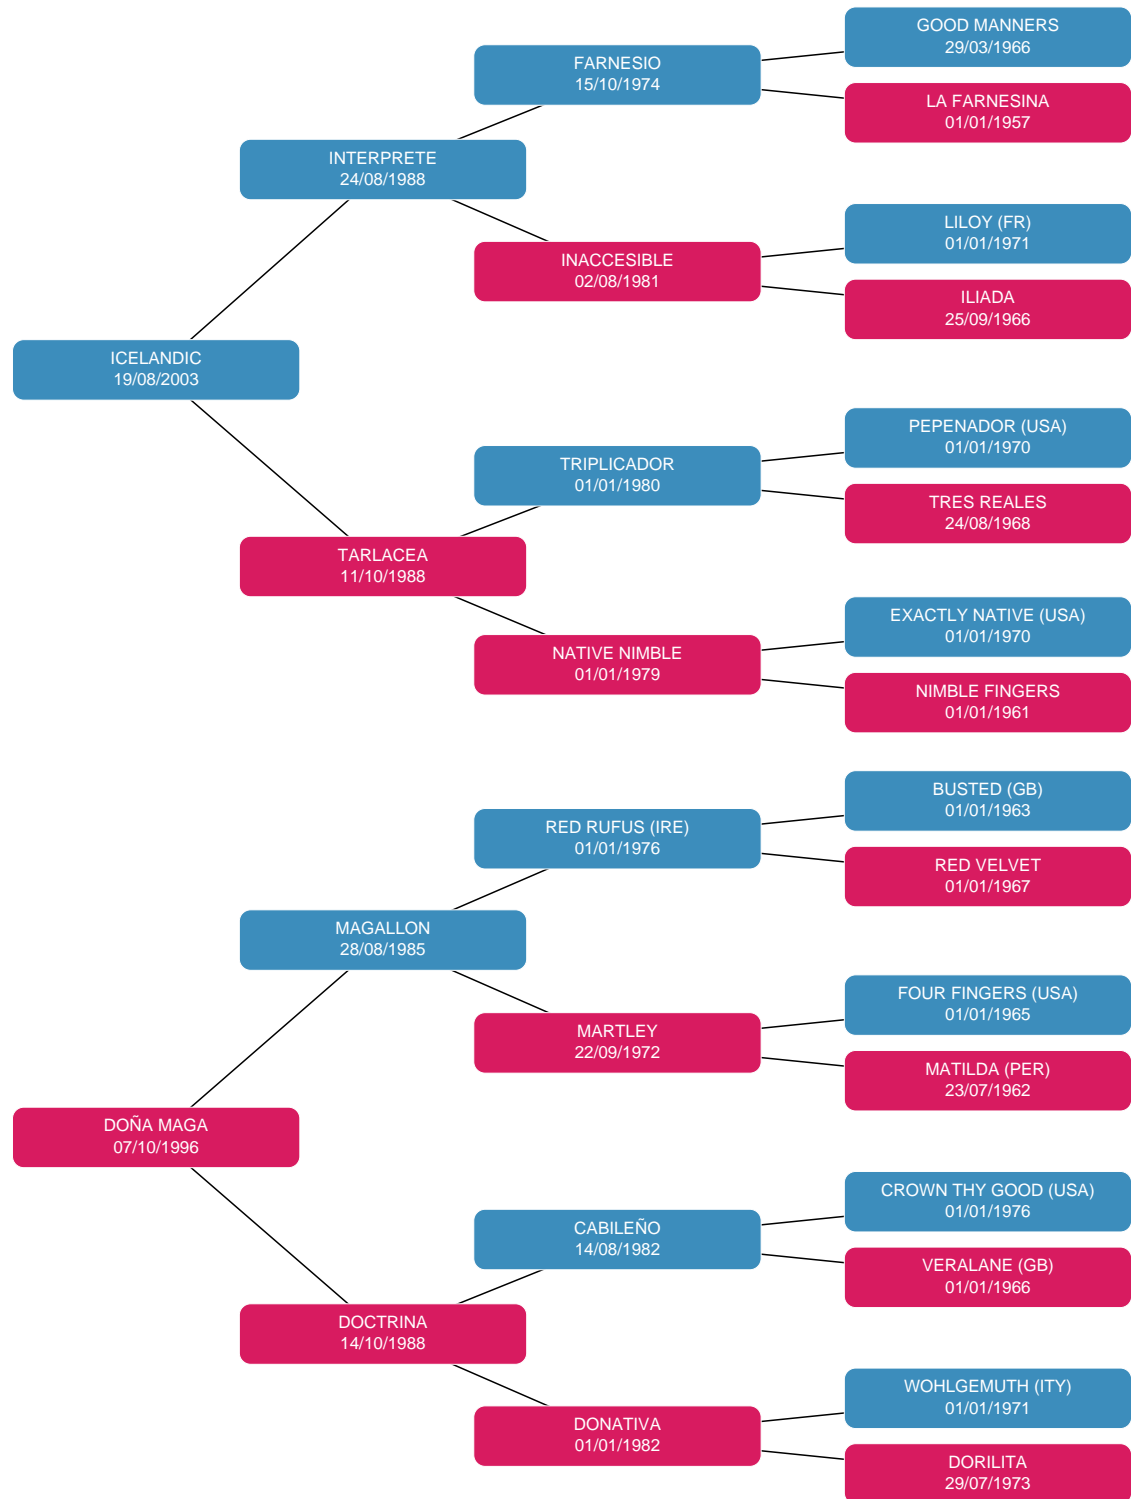 GOOD MANNERS
29/03/1966
FARNESIO
15/10/1974
LA FARNESINA
01/01/1957
INTERPRETE
24/08/1988
LILOY (FR)
01/01/1971
INACCESIBLE
02/08/1981
ILIADA
25/09/1966
ICELANDIC
19/08/2003
PEPENADOR (USA)
01/01/1970
TRIPLICADOR
01/01/1980
TRES REALES
24/08/1968
TARLACEA
11/10/1988
EXACTLY NATIVE (USA)
01/01/1970
NATIVE NIMBLE
01/01/1979
NIMBLE FINGERS
01/01/1961
BUSTED (GB)
01/01/1963
RED RUFUS (IRE)
01/01/1976
RED VELVET
01/01/1967
MAGALLON
28/08/1985
FOUR FINGERS (USA)
01/01/1965
MARTLEY
22/09/1972
MATILDA (PER)
23/07/1962
DOÑA MAGA
07/10/1996
CROWN THY GOOD (USA)
01/01/1976
CABILEÑO
14/08/1982
VERALANE (GB)
01/01/1966
DOCTRINA
14/10/1988
WOHLGEMUTH (ITY)
01/01/1971
DONATIVA
01/01/1982
DORILITA
29/07/1973